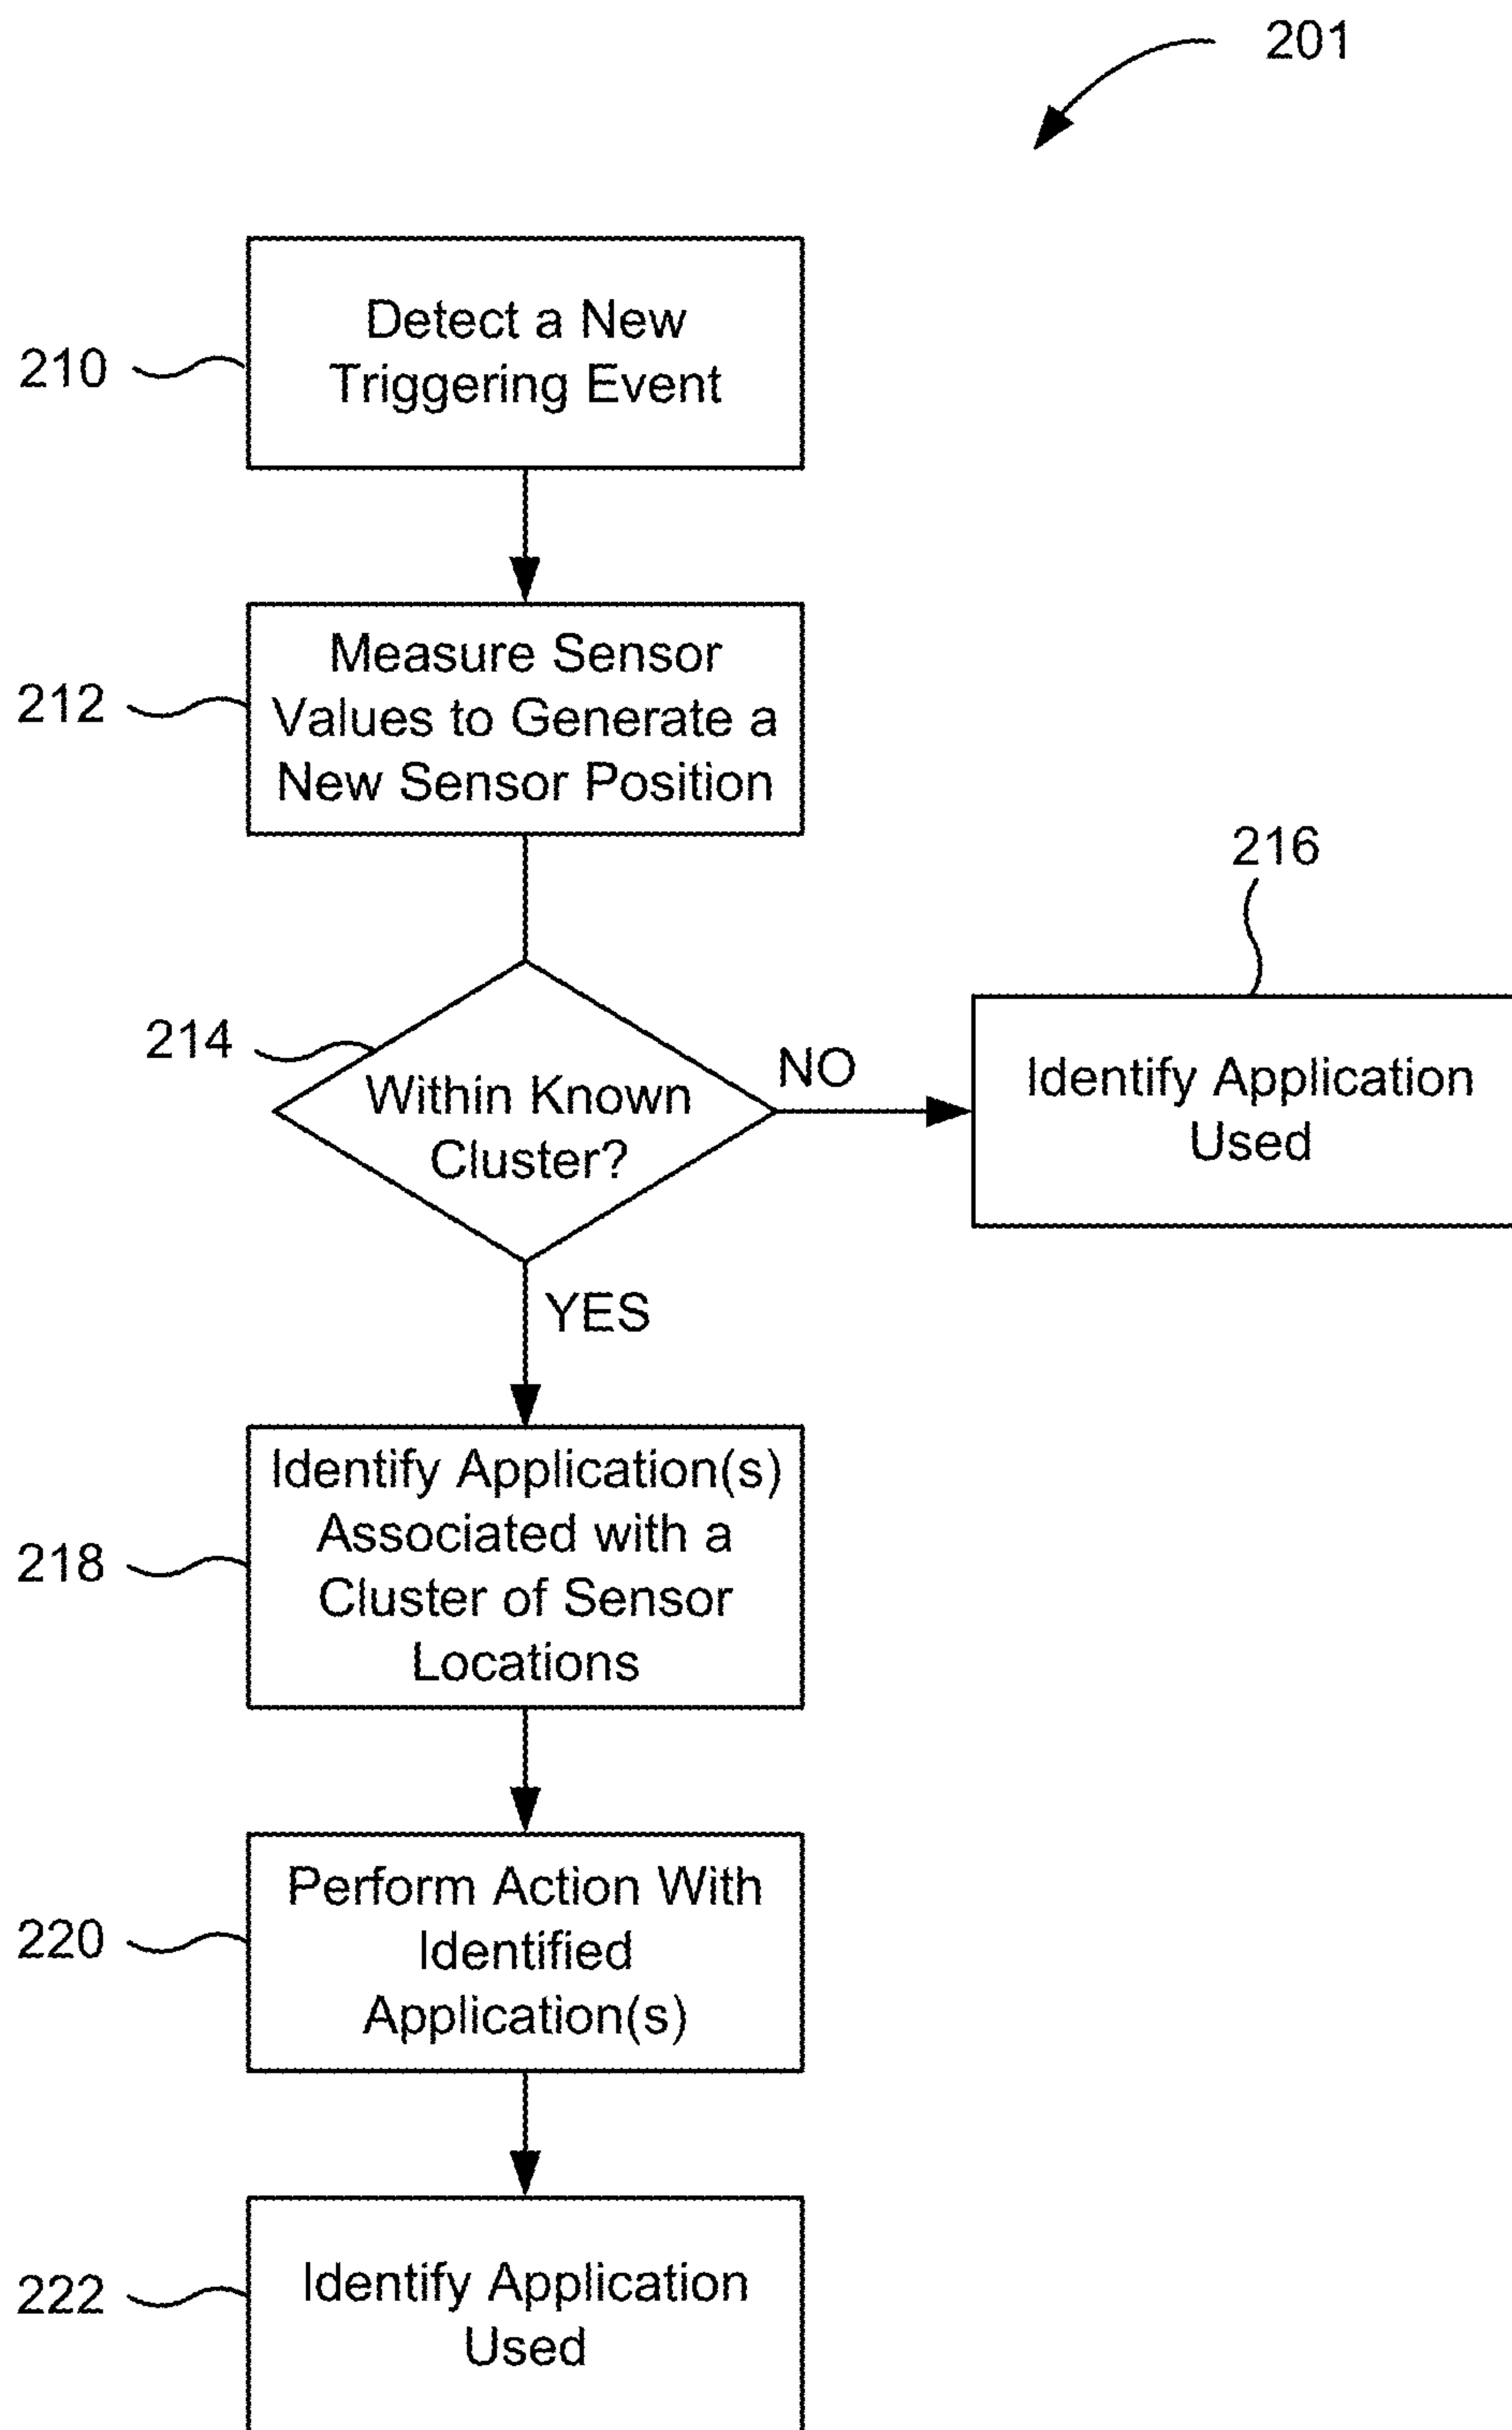 201
Detect a New
Triggering Event
210
Measure Sensor
Values to Generate a
New Sensor Position
212
216
214
Within Known
Cluster?
NO
Identify Application
Used
YES
Identify Application(s)
Associated with a
Cluster of Sensor
Locations
218
Perform Action With
Identified
Application(s)
220
Identify Application
Used
222